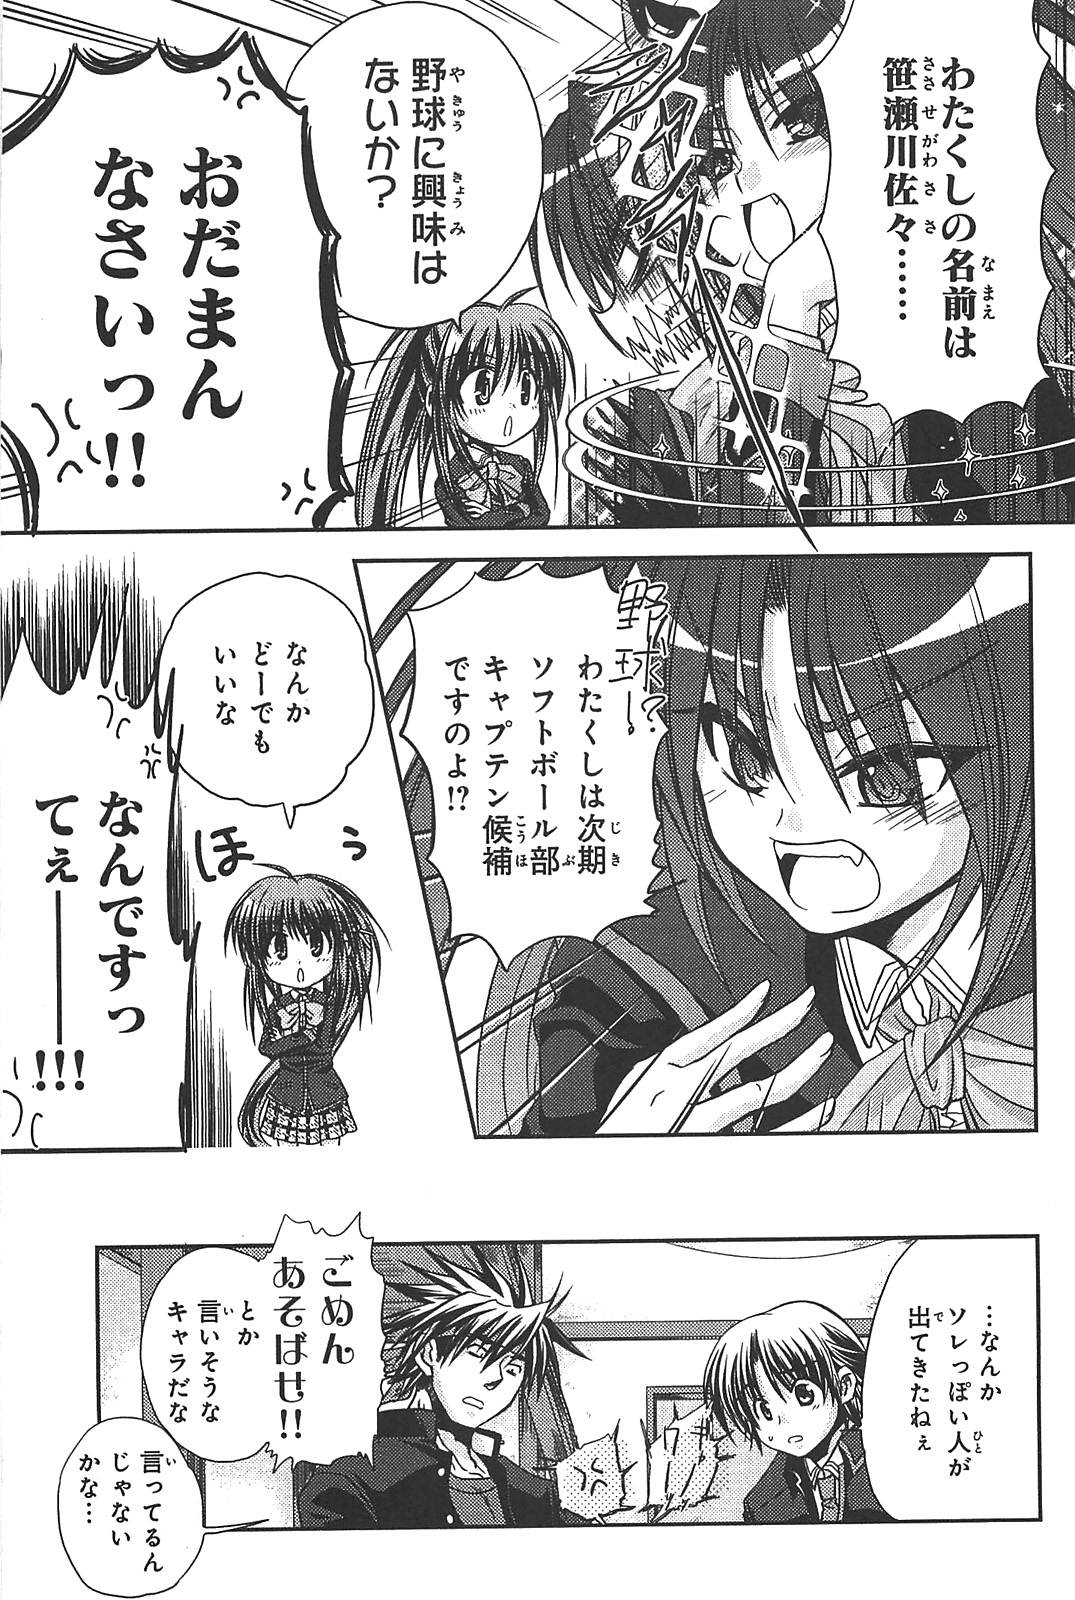 わたくしの名前は
笹瀬川佐々……
野球に興味は
ないか？
おだまん
なさいっ!!
野球ー!?
わたくしは次期
ソフトボール部
キャプテン候補
ですのよ!?
なんか
どーでも
いいな
ほぅ
なんですっ
てぇ――!!!
…なんか
ソレっぽい人が
出てきたねぇ
ごめん
あそばせ!!
とか
言いそうな
キャラだな
言ってるん
じゃない
かな…